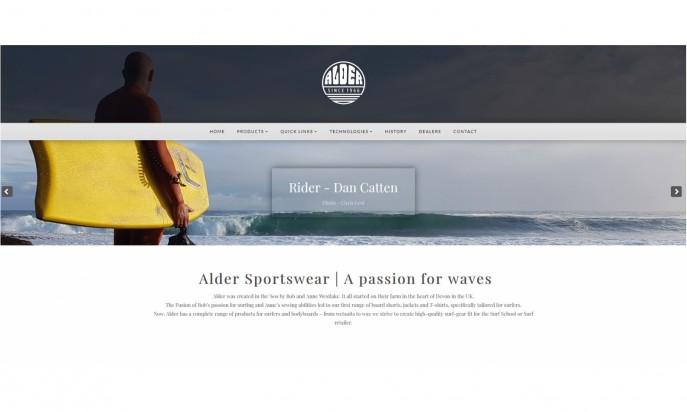 ALDER
SINCE 1966
HOME PRODUCTS QUICK LINKS TECHNOLOGIES HISTORY DEALERS CONTACT
Rider - Dan Catten
Photo - Chris
Alder Sportswear | A passion for waves
Alder was created in the '60s by Bob and Anne Westlake. It all started on their farm in the heart of Devon in the UK.
The Fusion of Bob's passion for surfing and Anne's sewing abilities led to our first range of board shorts, jackets and T-shirts, specifically tailored for surfers.
Now, Alder has a complete range of products for surfers and bodyboards – from wetsuits to wax we strive to create high-quality surf-gear fit for the Surf School or Surf
retailer.